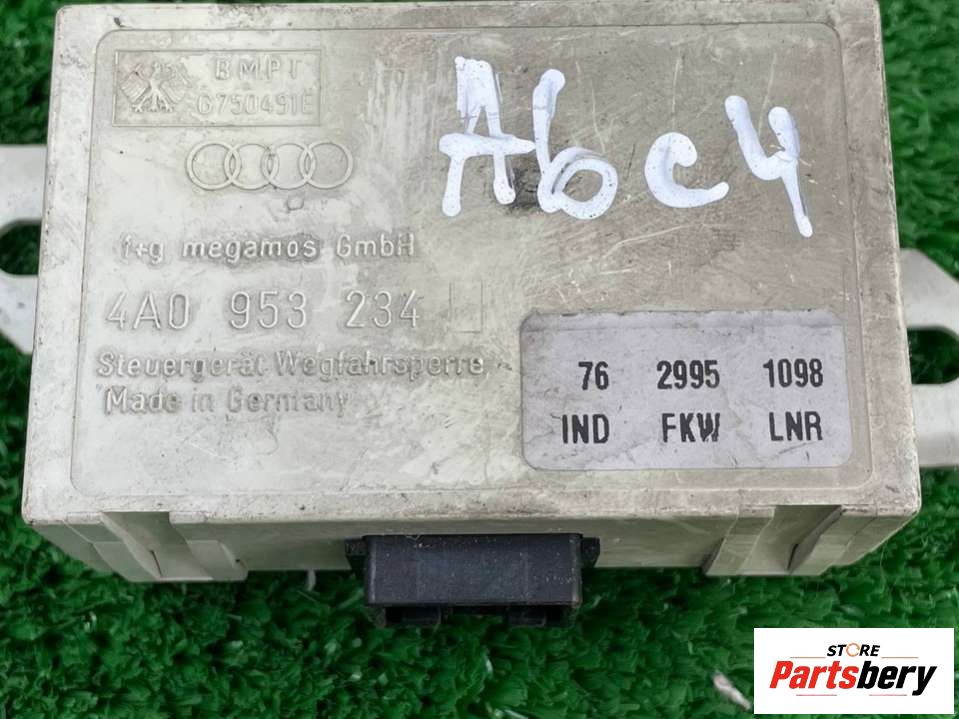 BMPT
G750491E
A6c4
f+g megamos GmbH
4A0 953 234
Steuergerät Wegfahrsperre
Made in Germany
76 2995 1098
IND FKW LNR
STORE
Partsbery